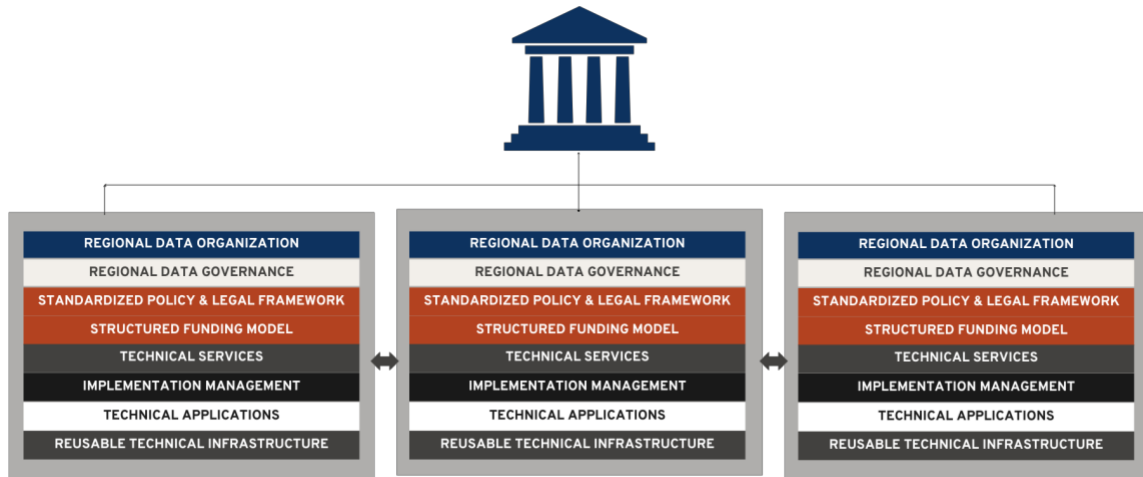 REGIONAL DATA ORGANIZATION
REGIONAL DATA GOVERNANCE
STANDARDIZED POLICY & LEGAL FRAMEWORK
STRUCTURED FUNDING MODEL
TECHNICAL SERVICES
IMPLEMENTATION MANAGEMENT
TECHNICAL APPLICATIONS
REUSABLE TECHNICAL INFRASTRUCTURE
REGIONAL DATA ORGANIZATION
REGIONAL DATA GOVERNANCE
STANDARDIZED POLICY & LEGAL FRAMEWORK
STRUCTURED FUNDING MODEL
TECHNICAL SERVICES
IMPLEMENTATION MANAGEMENT
TECHNICAL APPLICATIONS
REUSABLE TECHNICAL INFRASTRUCTURE
REGIONAL DATA ORGANIZATION
REGIONAL DATA GOVERNANCE
STANDARDIZED POLICY & LEGAL FRAMEWORK
STRUCTURED FUNDING MODEL
TECHNICAL SERVICES
IMPLEMENTATION MANAGEMENT
TECHNICAL APPLICATIONS
REUSABLE TECHNICAL INFRASTRUCTURE